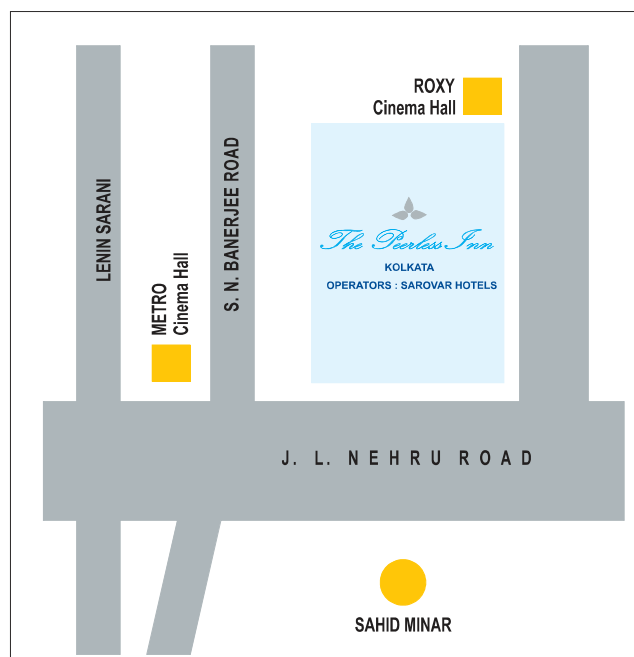 ROXY
Cinema Hall
LENIN SARANI
S. N. BANERJEE ROAD
METRO
Cinema Hall
The Peerless Inn
KOLKATA
OPERATORS : SAROVAR HOTELS
J. L. NEHRU ROAD
SAHID MINAR